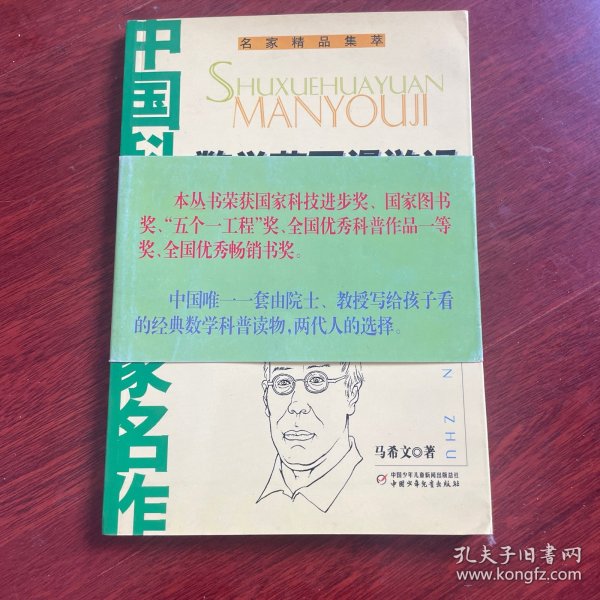 名家精品集萃
SHUXUEHUAYUAN
MANYOUJI
中国科
家名作
本丛书荣获国家科技进步奖、国家图书
奖、“五个一工程”奖、全国优秀科普作品一等
奖、全国优秀畅销书奖。
中国唯一一套由院士、教授写给孩子看
的经典数学科普读物,两代人的选择。
N ZHU
马希文◎著
中国少年儿童新闻出版总社
中国少年儿童出版社
孔夫子旧书网
www.kongfz.com